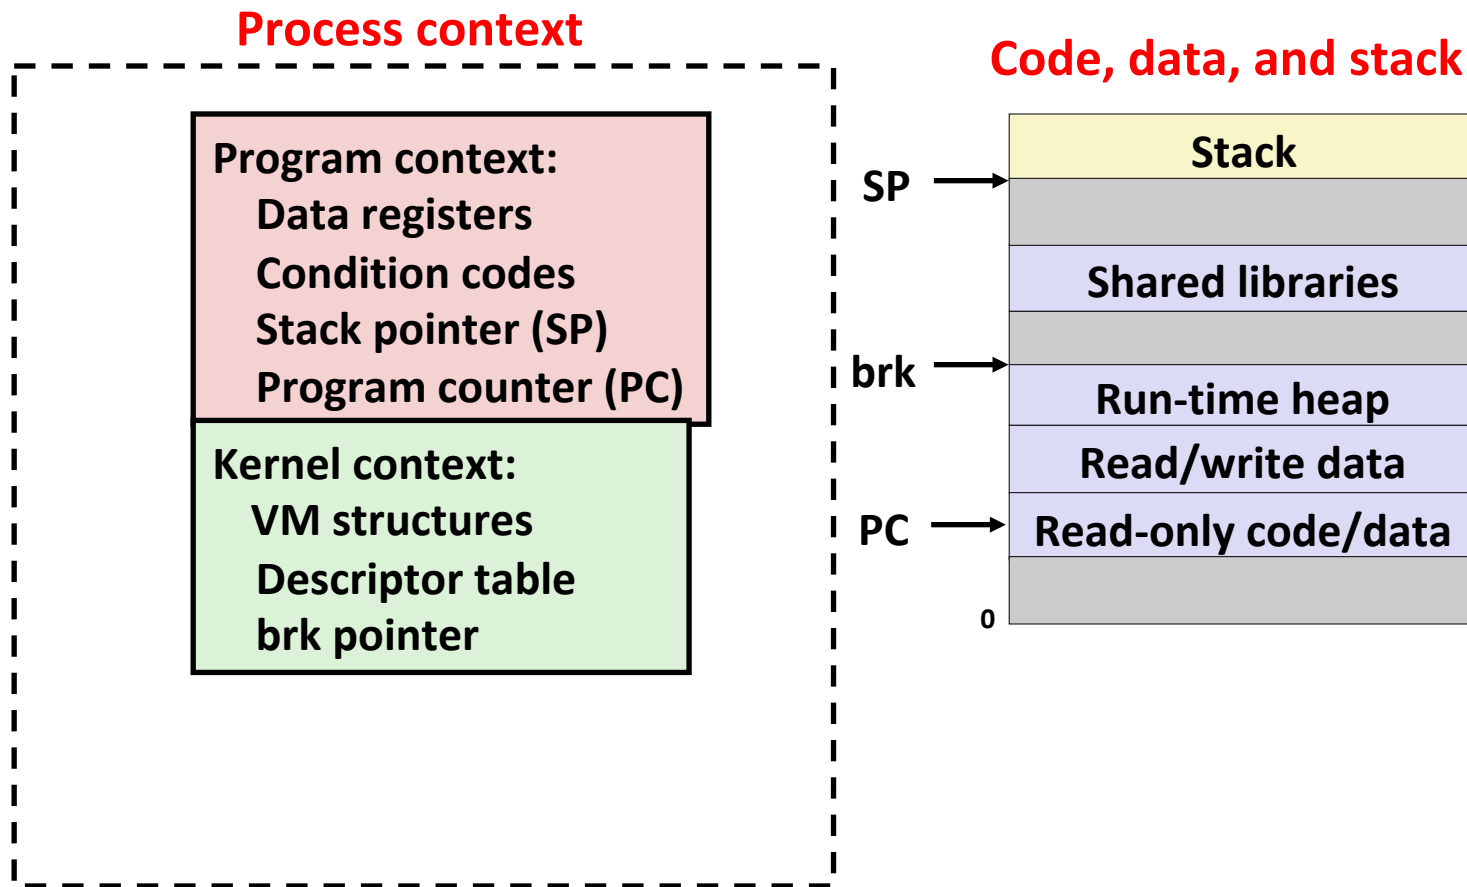 Process context
Program context:
Data registers
Condition codes
Stack pointer (SP)
Program counter (PC)
Kernel context:
VM structures
Descriptor table
brk pointer
Code, data, and stack
Stack
SP
Shared libraries
brk
Run-time heap
Read/write data
PC
Read-only code/data
0